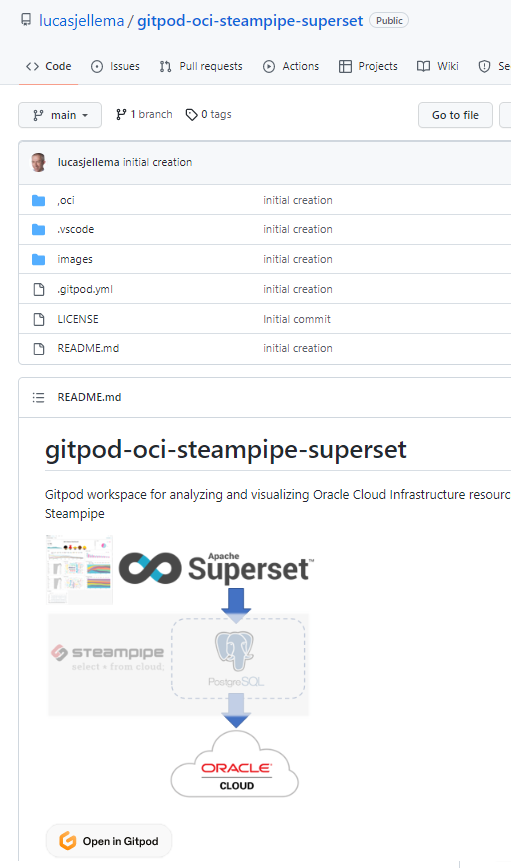 lucasjellema / gitpod-oci-steampipe-superset Public
Code Issues Pull requests Actions Projects Wiki Se
main 1 branch 0 tags Go to file
lucasjellema initial creation
,oci initial creation
.vscode initial creation
images initial creation
.gitpod.yml initial creation
LICENSE Initial commit
README.md initial creation
README.md
gitpod-oci-steampipe-superset
Gitpod workspace for analyzing and visualizing Oracle Cloud Infrastructure resourc
Steampipe
Apache
Superset™
steampipe
select * from cloud;
PostgreSQL
ORACLE®
CLOUD
Open in Gitpod